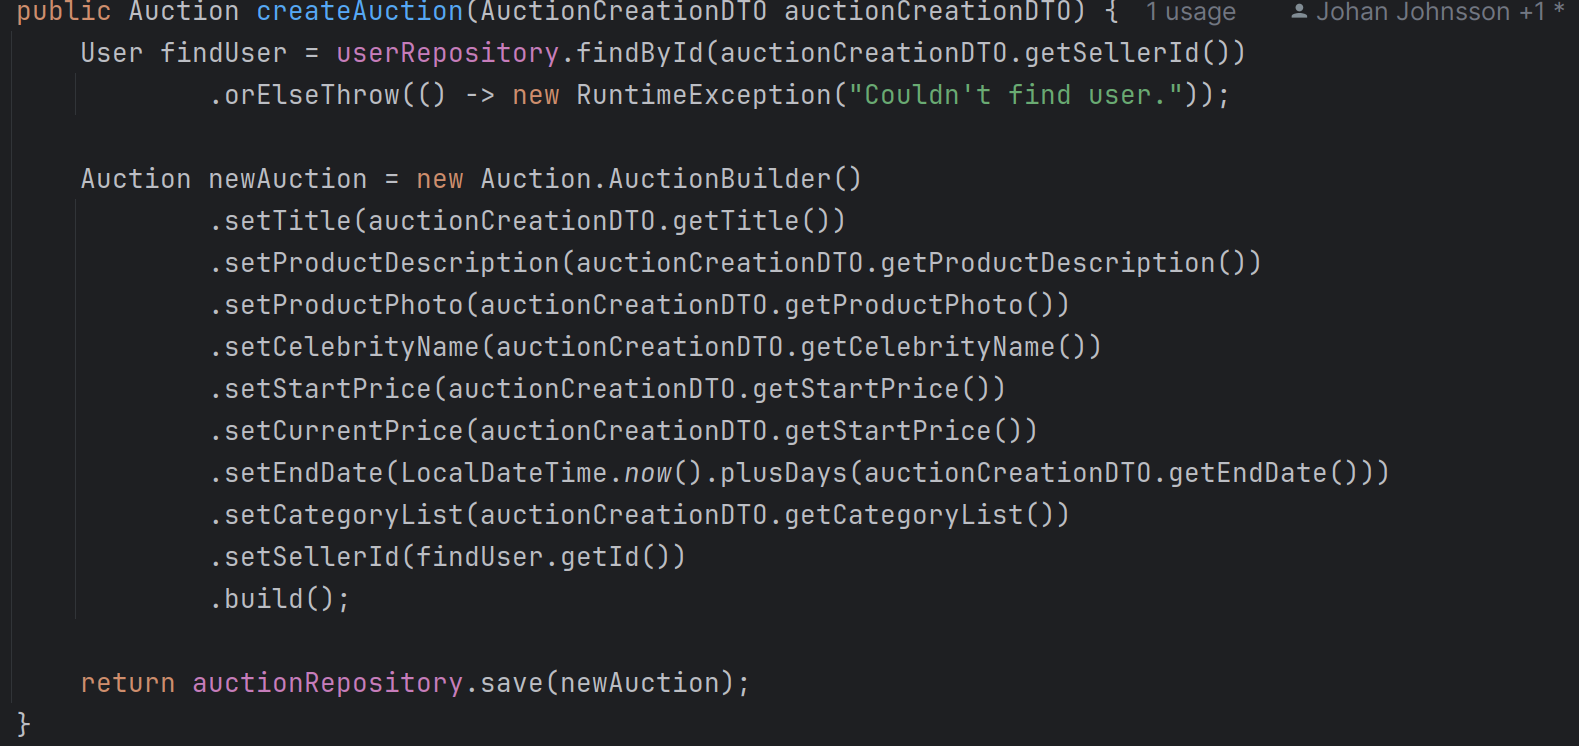 public Auction createAuction(AuctionCreationDTO auctionCreationDTO) { 1 usage Johan Johnsson +1 *
User findUser = userRepository.findById(auctionCreationDTO.getSellerId())
.orElseThrow(() -> new RuntimeException("Couldn't find user."));
Auction newAuction = new Auction.AuctionBuilder()
.setTitle(auctionCreationDTO.getTitle())
.setProductDescription(auctionCreationDTO.getProductDescription())
.setProductPhoto(auctionCreationDTO.getProductPhoto())
.setCelebrityName(auctionCreationDTO.getCelebrityName())
.setStartPrice(auctionCreationDTO.getStartPrice())
.setCurrentPrice(auctionCreationDTO.getStartPrice())
.setEndDate(LocalDateTime.now().plusDays(auctionCreationDTO.getEndDate()))
.setCategoryList(auctionCreationDTO.getCategoryList())
.setSellerId(findUser.getId())
.build();
return auctionRepository.save(newAuction);
}